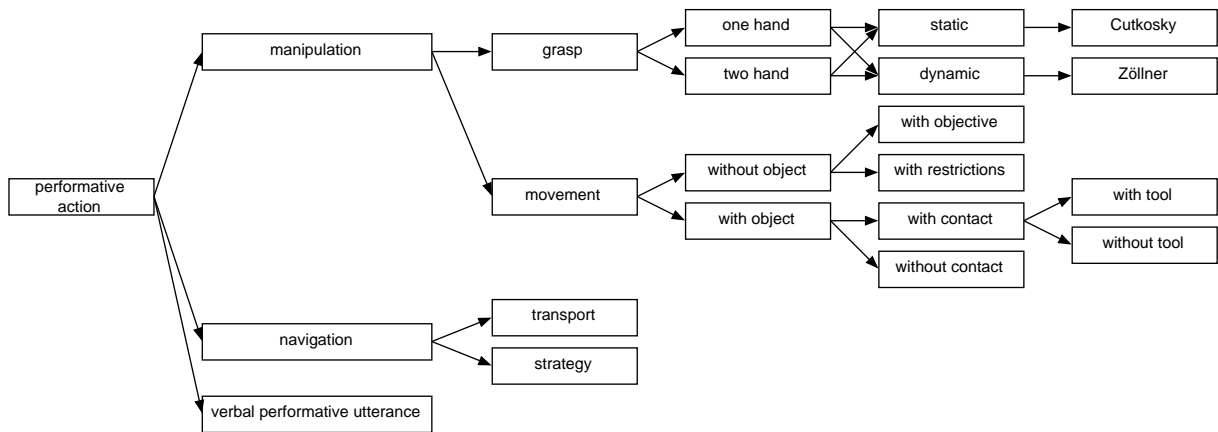 one hand
static
Cutkosky
manipulation
grasp
two hand
dynamic
Zöllner
with objective
without object
with restrictions
performative
action
movement
with object
with contact
with tool
without tool
without contact
transport
navigation
strategy
verbal performative utterance